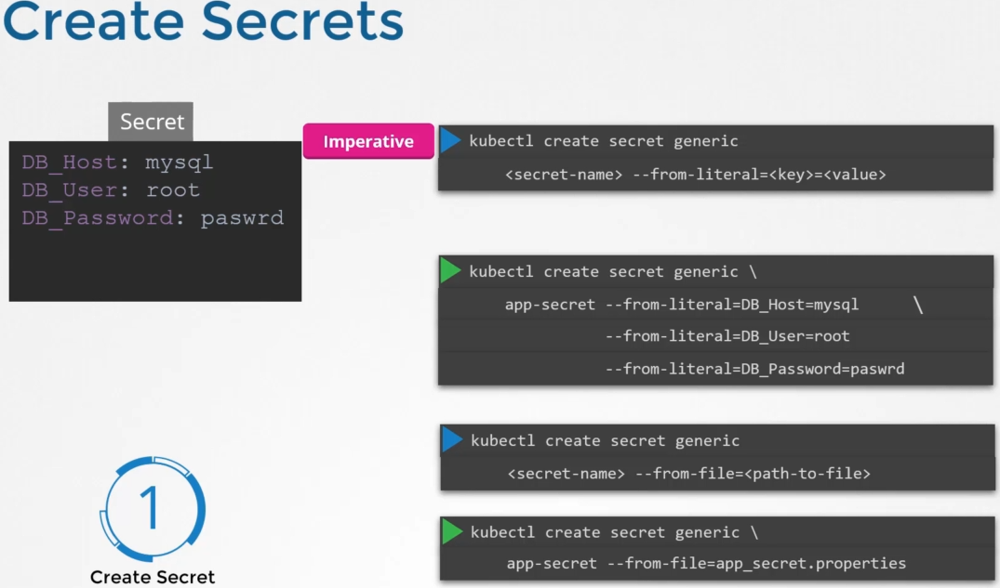 Create Secrets
Secret
DB_Host: mysql
DB_User: root
DB_Password: paswrd
Imperative
kubectl create secret generic
<secret-name> --from-literal=<key>=<value>
kubectl create secret generic \
app-secret --from-literal=DB_Host=mysql \
--from-literal=DB_User=root
--from-literal=DB_Password=paswrd
kubectl create secret generic
<secret-name> --from-file=<path-to-file>
kubectl create secret generic \
app-secret --from-file=app_secret.properties
1
Create Secret